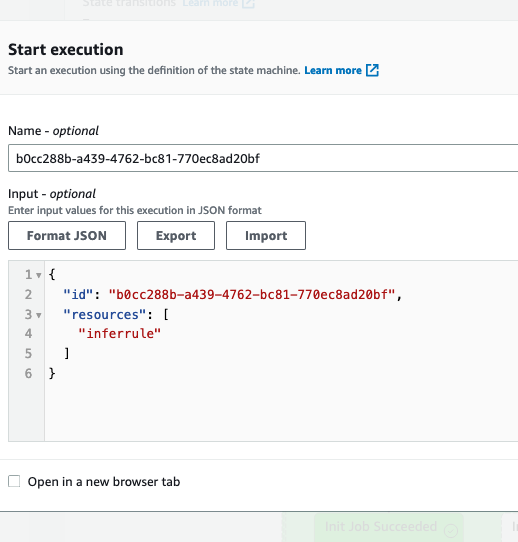 State transitions Learn more
Start execution
Start an execution using the definition of the state machine. Learn more
Name - optional
b0cc288b-a439-4762-bc81-770ec8ad20bf
Input - optional
Enter input values for this execution in JSON format
Format JSON Export Import
1 {
2 "id": "b0cc288b-a439-4762-bc81-770ec8ad20bf",
3 "resources": [
4 "inferrule"
5 ]
6 }
Open in a new browser tab
Init Job Succeeded